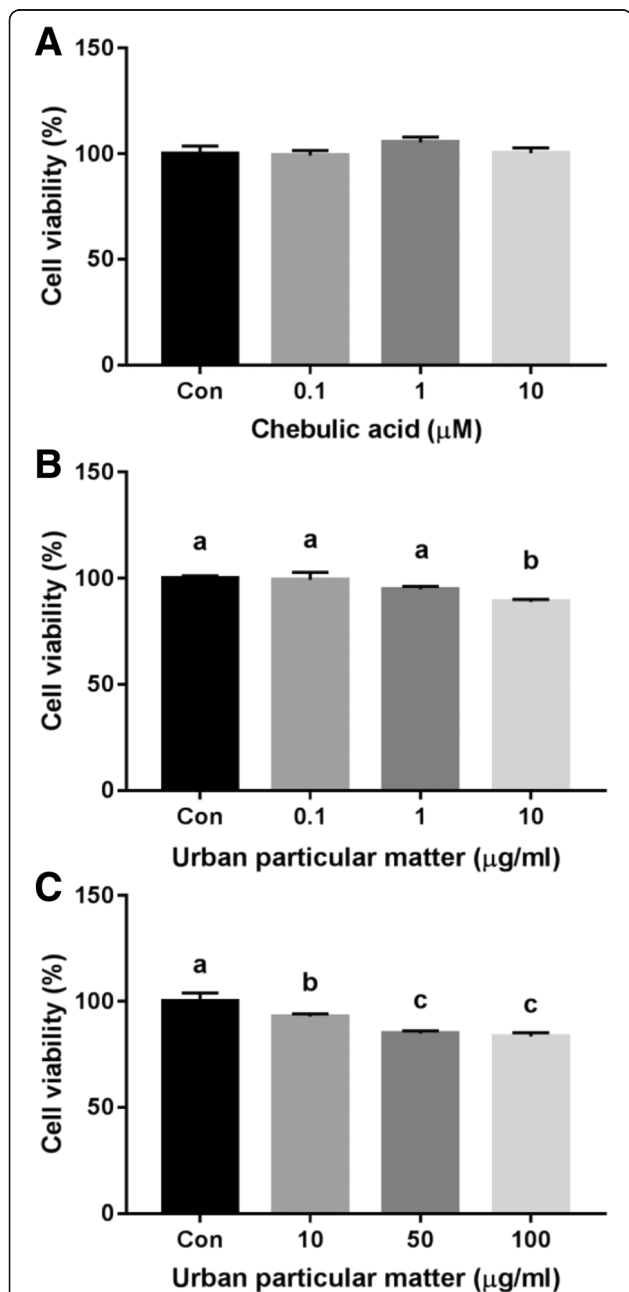 A
150
100
50
0
Cell viability (%)
Con 0.1 1 10
Chebulic acid (μM)
B
150
100
50
0
Cell viability (%)
a a a b
Con 0.1 1 10
Urban particular matter (μg/ml)
C
150
100
50
0
Cell viability (%)
a b c c
Con 10 50 100
Urban particular matter (μg/ml)